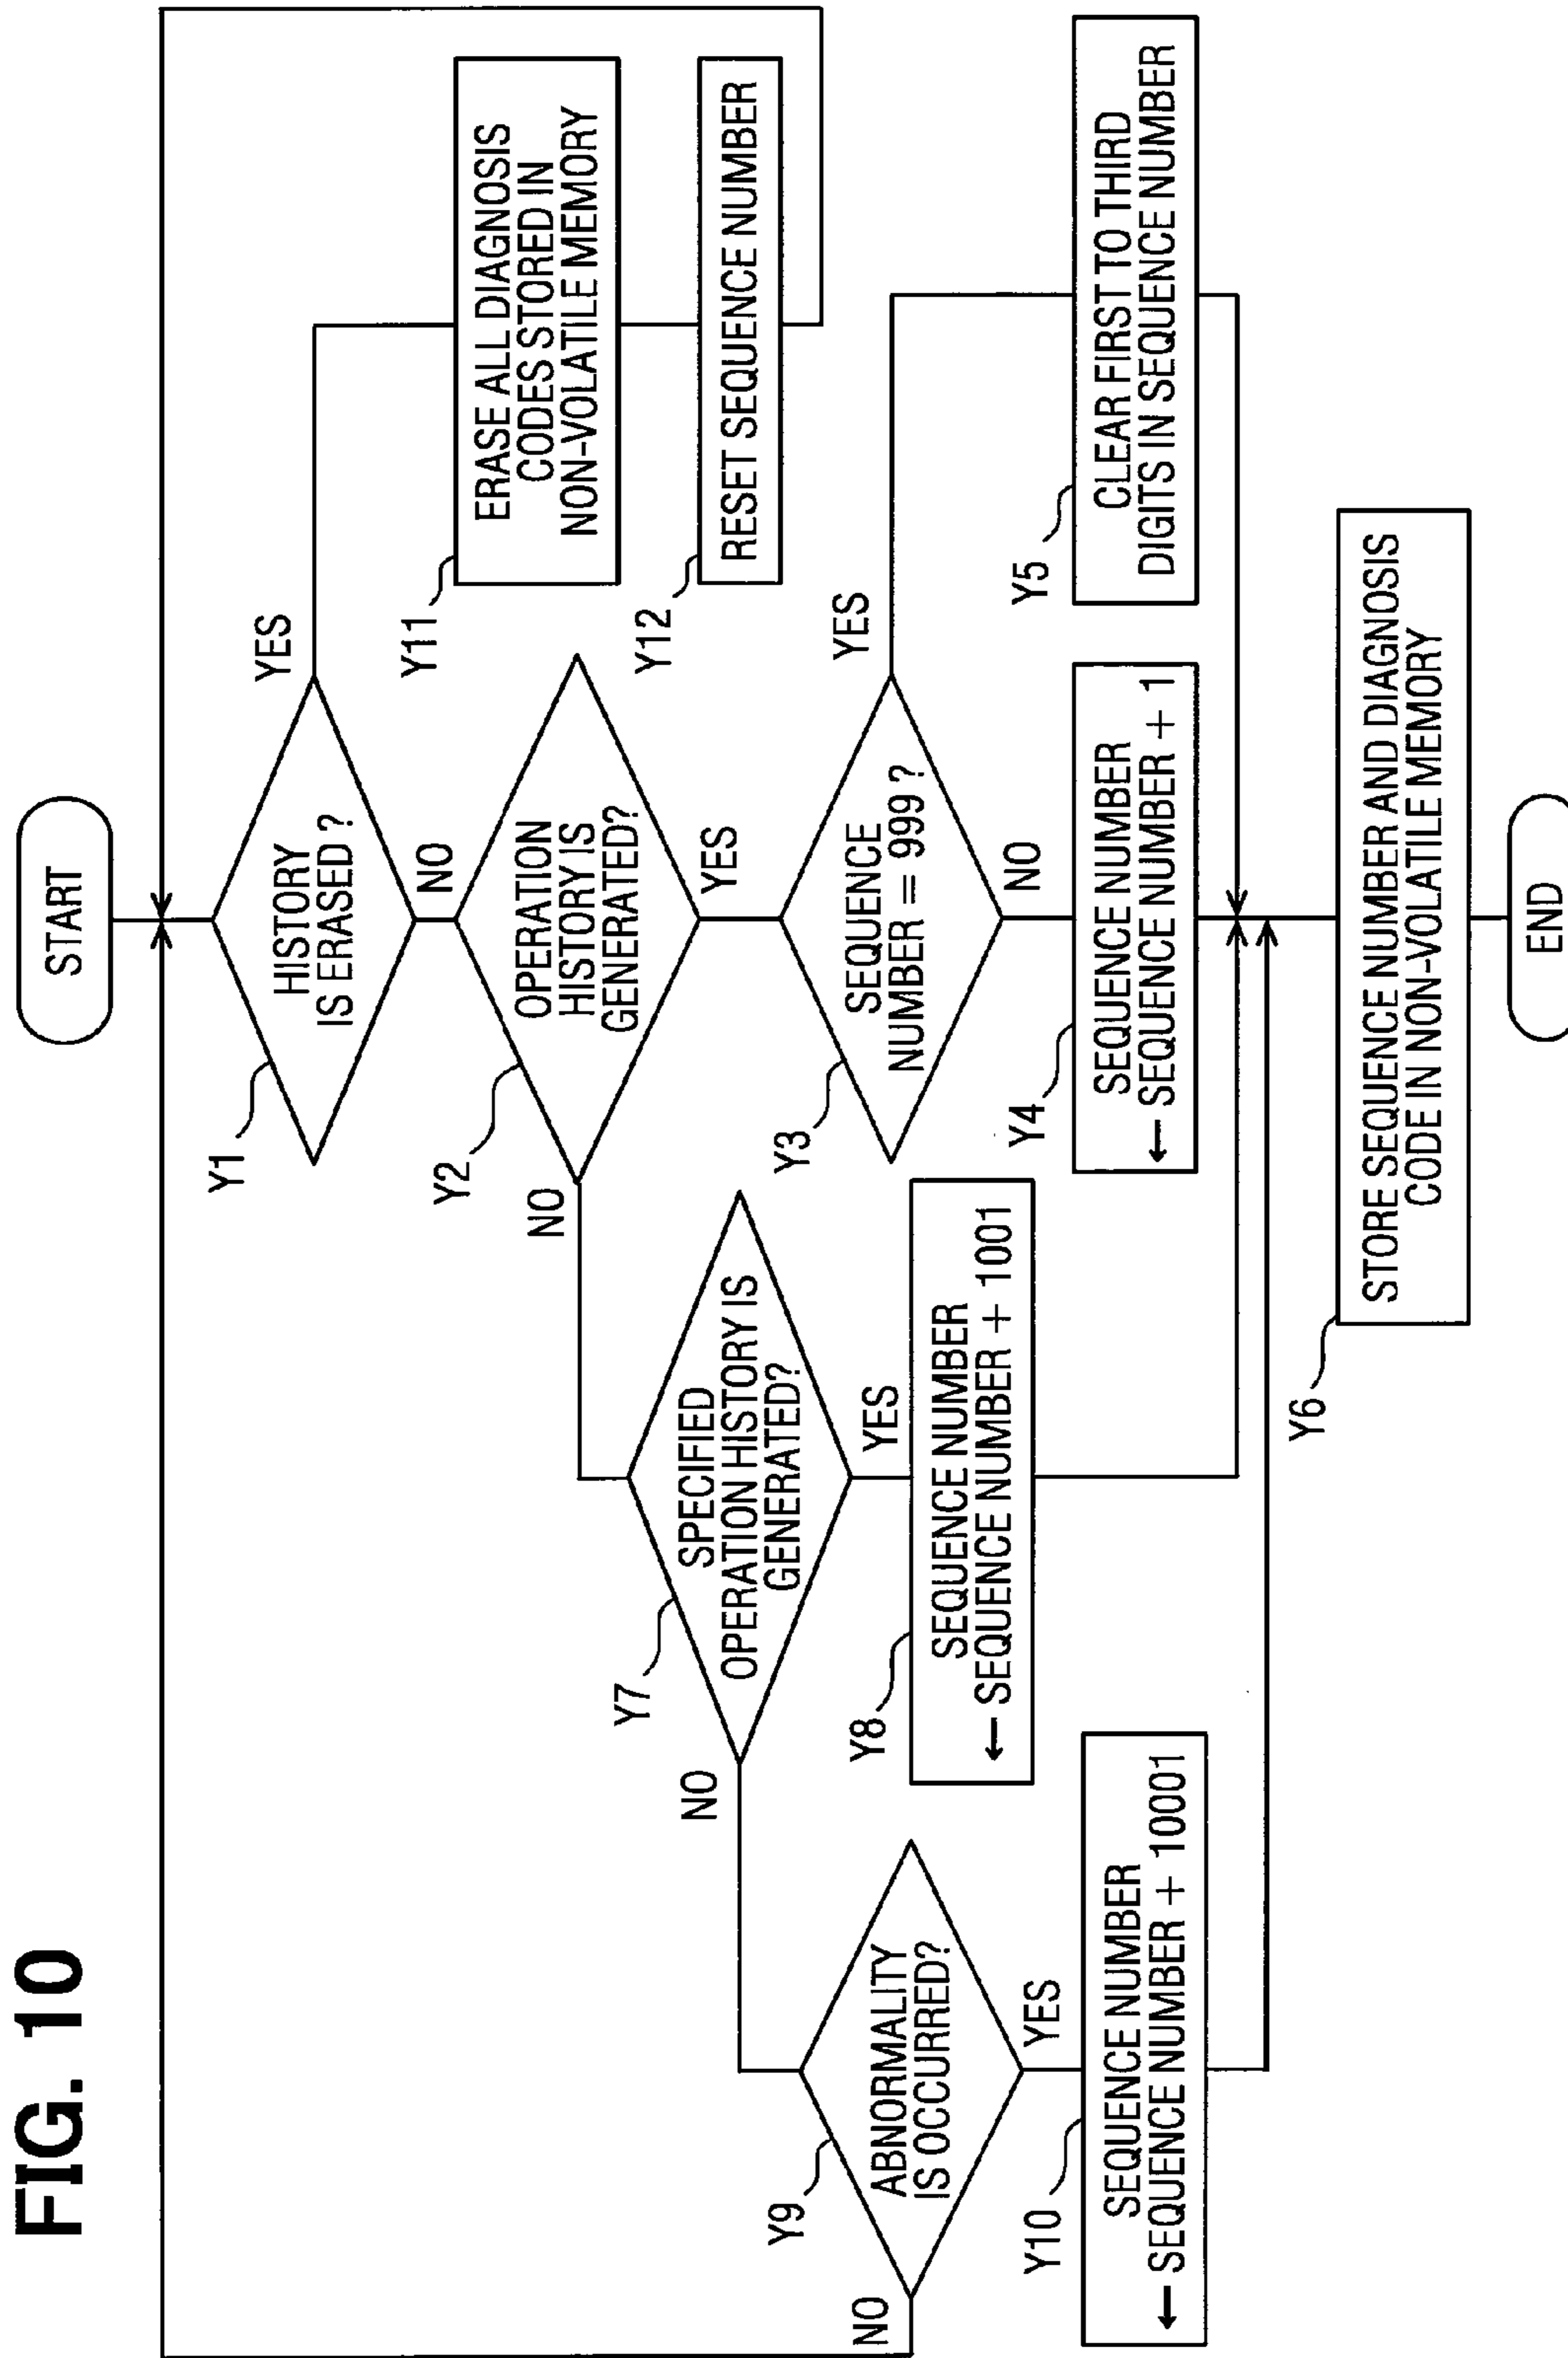 FIG. 10
START
Y1
HISTORY
IS ERASED ?
YES
NO
Y11
ERASE ALL DIAGNOSIS
CODES STORED IN
NON-VOLATILE MEMORY
Y12
RESET SEQUENCE NUMBER
Y2
OPERATION
HISTORY IS
GENERATED?
NO
YES
Y7
SPECIFIED
OPERATION HISTORY IS
GENERATED?
NO
YES
Y3
SEQUENCE
NUMBER = 999 ?
YES
NO
Y9
ABNORMALITY
IS OCCURRED?
NO
YES
Y10
SEQUENCE NUMBER
← SEQUENCE NUMBER + 10001
Y8
SEQUENCE NUMBER
← SEQUENCE NUMBER + 1001
Y4
SEQUENCE NUMBER
← SEQUENCE NUMBER + 1
Y5
CLEAR FIRST TO THIRD
DIGITS IN SEQUENCE NUMBER
Y6
STORE SEQUENCE NUMBER AND DIAGNOSIS
CODE IN NON-VOLATILE MEMORY
END